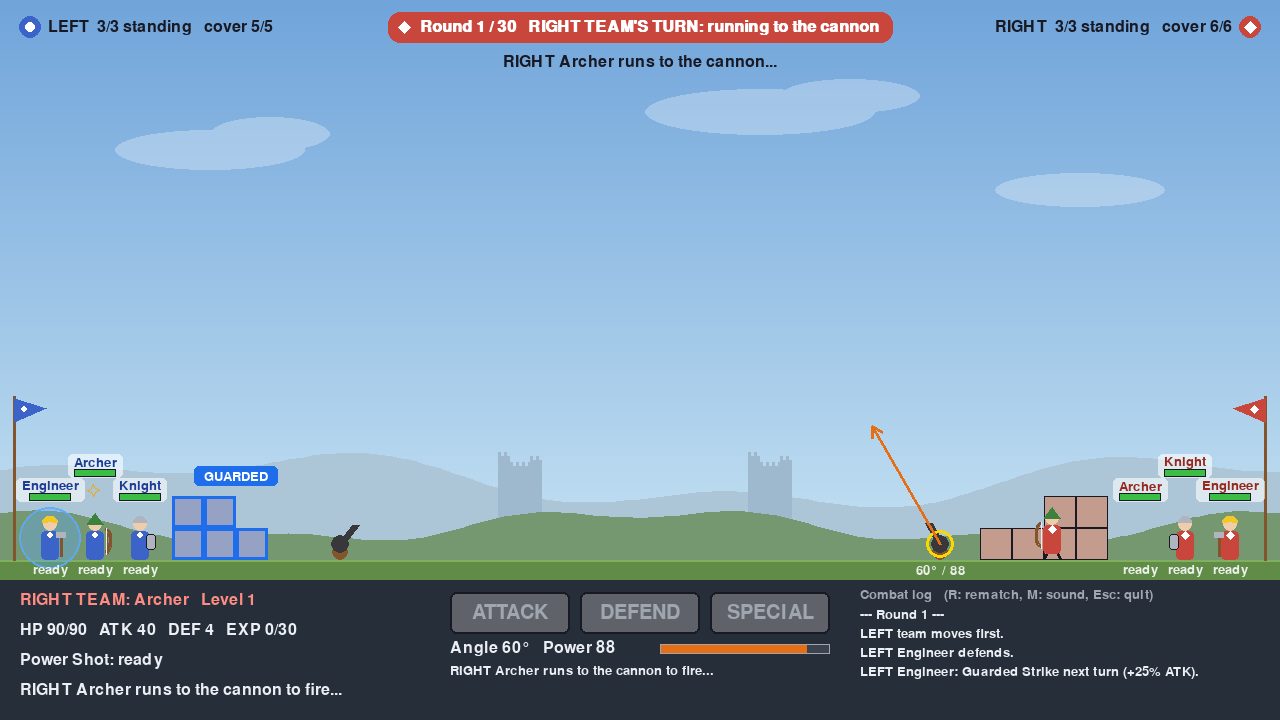 LEFT 3/3 standing cover 5/5
Round 1 / 30 RIGHT TEAM'S TURN: running to the cannon
RIGHT 3/3 standing cover 6/6
RIGHT Archer runs to the cannon...
Archer
Engineer
Knight
GUARDED
Knight
Archer
Engineer
ready
ready
ready
60° / 88
ready
ready
ready
RIGHT TEAM: Archer Level 1
HP 90/90 ATK 40 DEF 4 EXP 0/30
Power Shot: ready
RIGHT Archer runs to the cannon to fire...
ATTACK
DEFEND
SPECIAL
Angle 60° Power 88
RIGHT Archer runs to the cannon to fire...
Combat log (R: rematch, M: sound, Esc: quit)
--- Round 1 ---
LEFT team moves first.
LEFT Engineer defends.
LEFT Engineer: Guarded Strike next turn (+25% ATK).